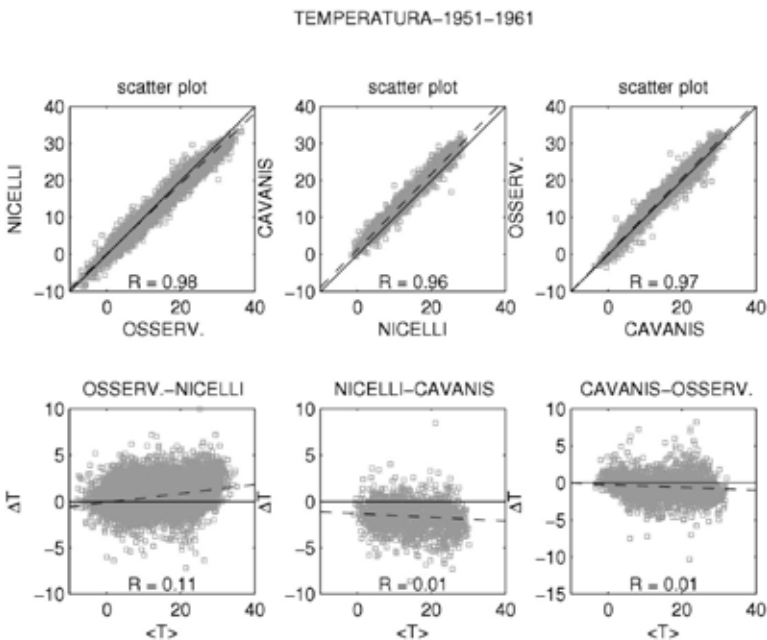 TEMPERATURA-1951-1961
scatter plot
40
30
20
10
0
-10
NICELLI
R = 0.98
0
20
40
OSSERV.
scatter plot
40
30
20
10
0
-10
CAVANIS
R = 0.96
0
20
40
NICELLI
scatter plot
40
30
20
10
0
-10
OSSERV.
R = 0.97
0
20
40
CAVANIS
OSSERV.-NICELLI
10
5
0
-5
-10
ΔT
R = 0.11
0
20
40
<T>
NICELLI-CAVANIS
10
5
0
-5
-10
ΔT
R = 0.01
0
20
40
<T>
CAVANIS-OSSERV.
10
5
0
-5
-10
-15
ΔT
R = 0.01
0
20
40
<T>